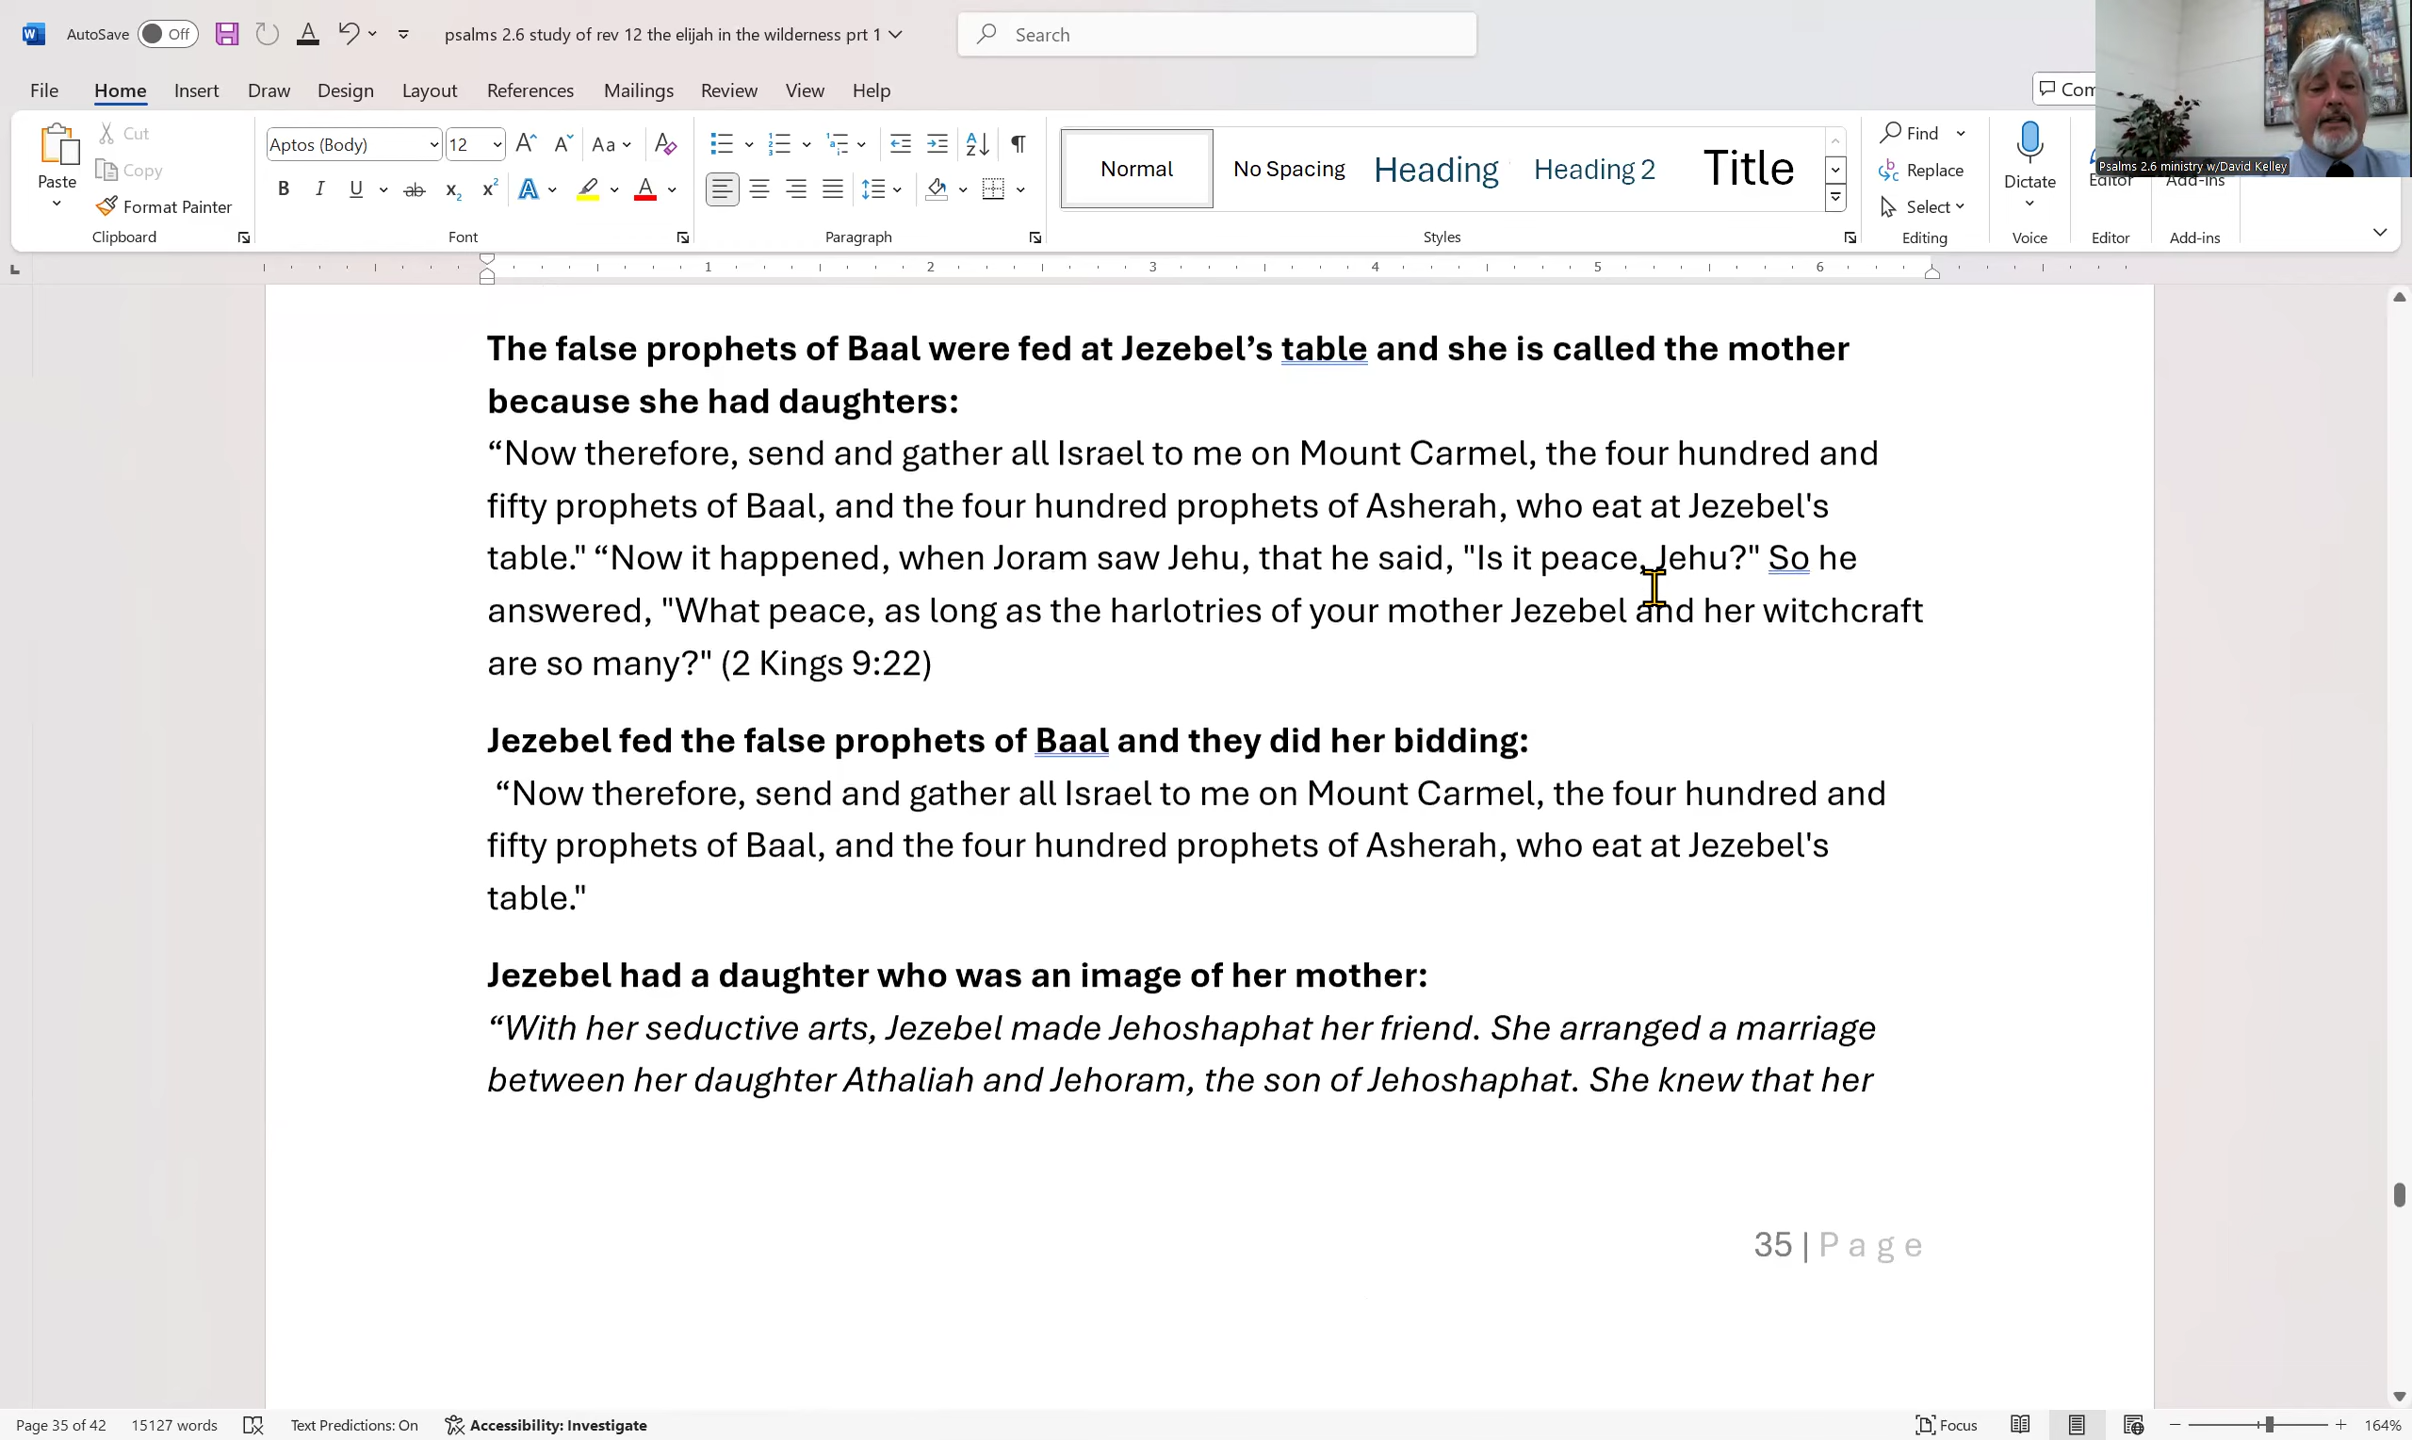 AutoSave Off psalms 2.6 study of rev 12 the elijah in the wilderness prt 1 Search
File Home Insert Draw Design Layout References Mailings Review View Help
Psalms 2.6 ministry w/David Kelley
Paste
Cut
Copy
Format Painter
Clipboard
Aptos (Body) 12
Font
Paragraph
Normal No Spacing Heading Heading 2 Title
Styles
Find
Replace
Select
Editing
Dictate
Voice
Editor
Editor
Add-ins
Add-ins
1 2 3 4 5 6
The false prophets of Baal were fed at Jezebel’s table and she is called the mother
because she had daughters:
“Now therefore, send and gather all Israel to me on Mount Carmel, the four hundred and
fifty prophets of Baal, and the four hundred prophets of Asherah, who eat at Jezebel's
table." “Now it happened, when Joram saw Jehu, that he said, "Is it peace, Jehu?" So he
answered, "What peace, as long as the harlotries of your mother Jezebel and her witchcraft
are so many?" (2 Kings 9:22)
Jezebel fed the false prophets of Baal and they did her bidding:
“Now therefore, send and gather all Israel to me on Mount Carmel, the four hundred and
fifty prophets of Baal, and the four hundred prophets of Asherah, who eat at Jezebel's
table."
Jezebel had a daughter who was an image of her mother:
“With her seductive arts, Jezebel made Jehoshaphat her friend. She arranged a marriage
between her daughter Athaliah and Jehoram, the son of Jehoshaphat. She knew that her
35 | Page
Page 35 of 42 15127 words Text Predictions: On Accessibility: Investigate Focus 164%